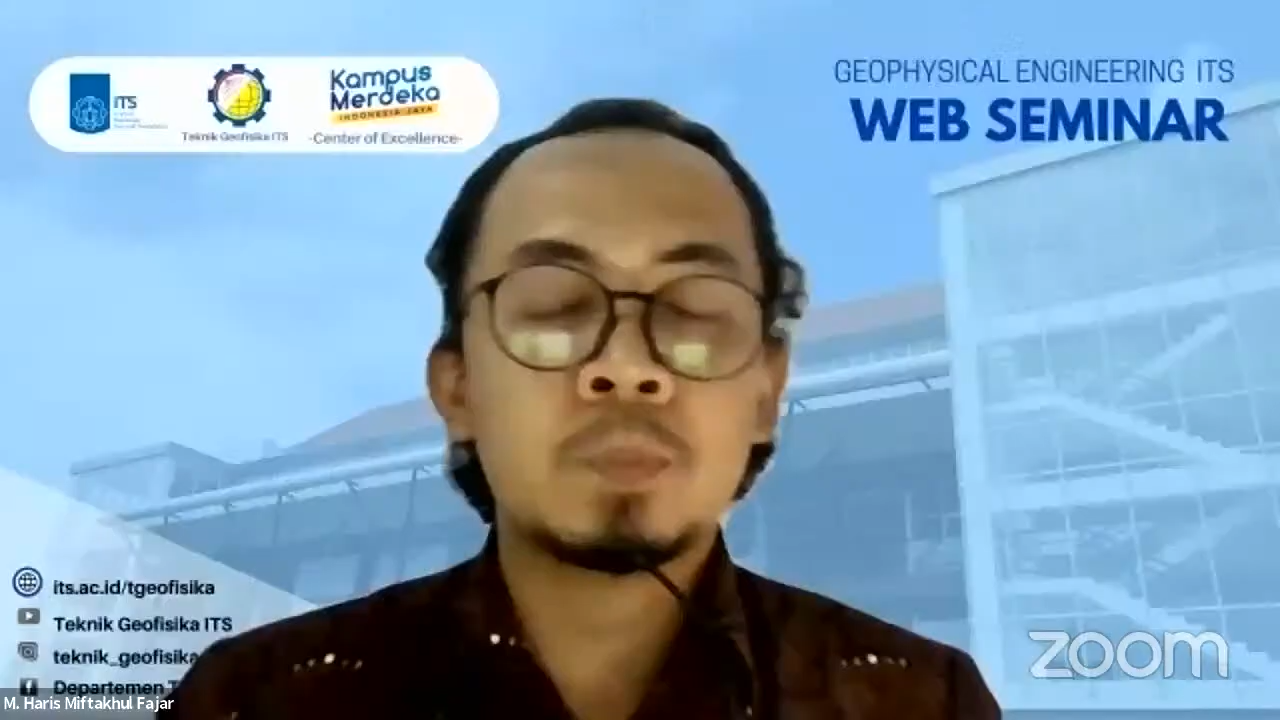 ITS
Teknik Geofisika ITS
Kampus
Merdeka
INDONESIA JAYA
-Center of Excellence-
GEOPHYSICAL ENGINEERING ITS
WEB SEMINAR
its.ac.id/tgeofisika
Teknik Geofisika ITS
teknik_geofisika
Departemen
M. Haris Miftakhul Fajar
zoom